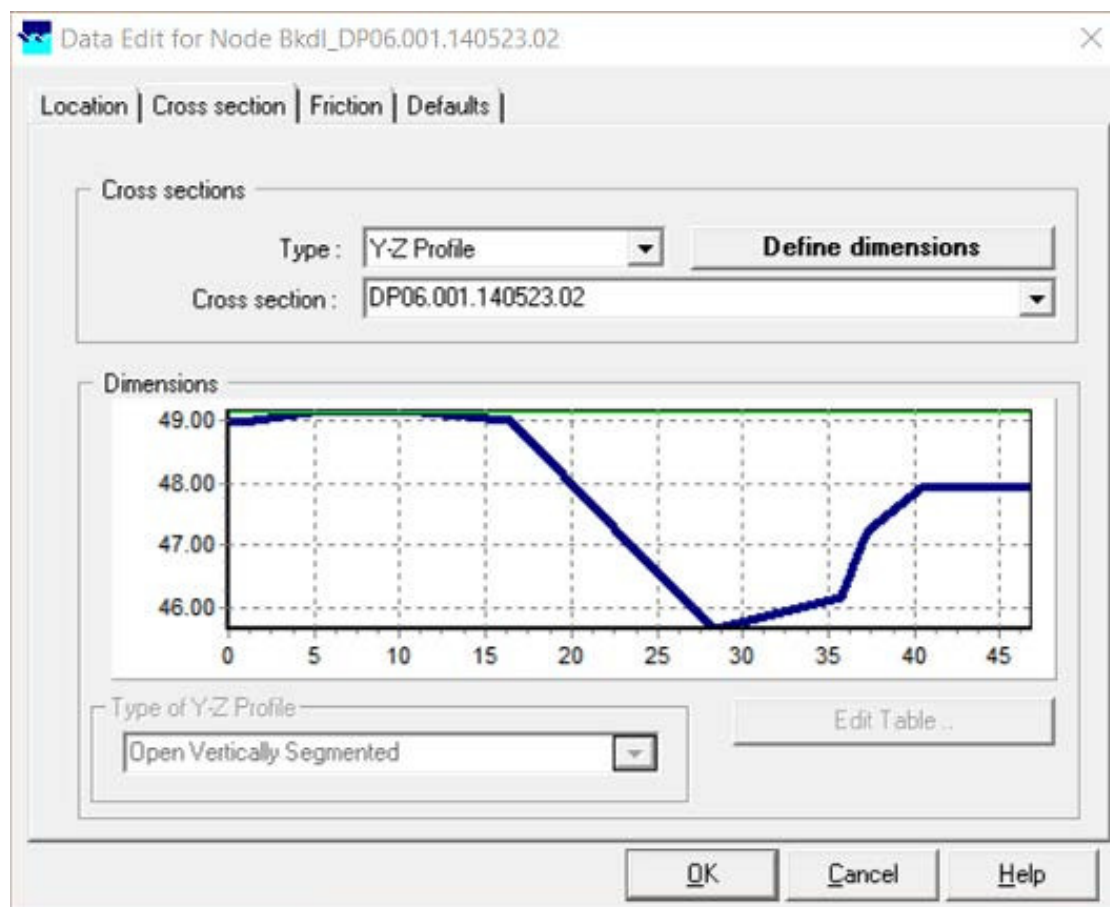 Data Edit for Node Bkdl_DP06.001.140523.02
Location Cross section Friction Defaults
Cross sections
Type : Y-Z Profile Define dimensions
Cross section : DP06.001.140523.02
Dimensions
49.00
48.00
47.00
46.00
0 5 10 15 20 25 30 35 40 45
Type of Y-Z Profile
Edit Table ..
Open Vertically Segmented
OK Cancel Help